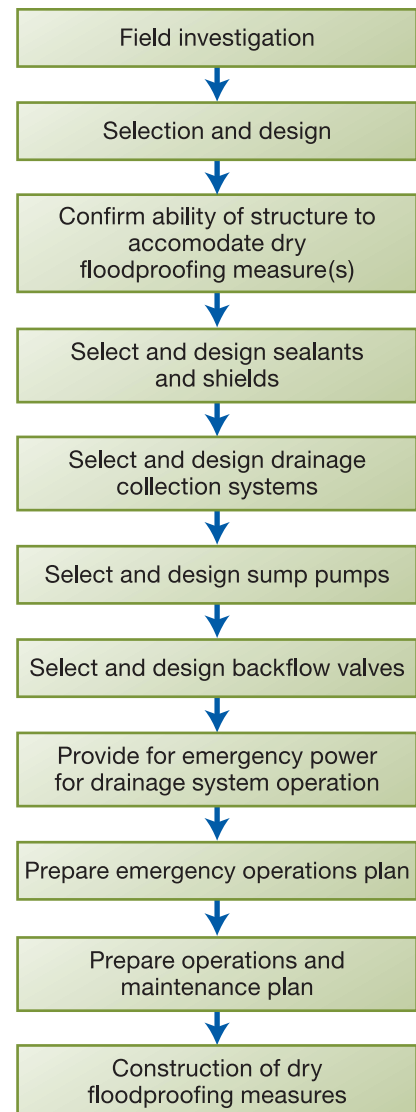 Field investigation
Selection and design
Confirm ability of structure to
accomodate dry
floodproofing measure(s)
Select and design sealants
and shields
Select and design drainage
collection systems
Select and design sump pumps
Select and design backflow valves
Provide for emergency power
for drainage system operation
Prepare emergency operations plan
Prepare operations and
maintenance plan
Construction of dry
floodproofing measures